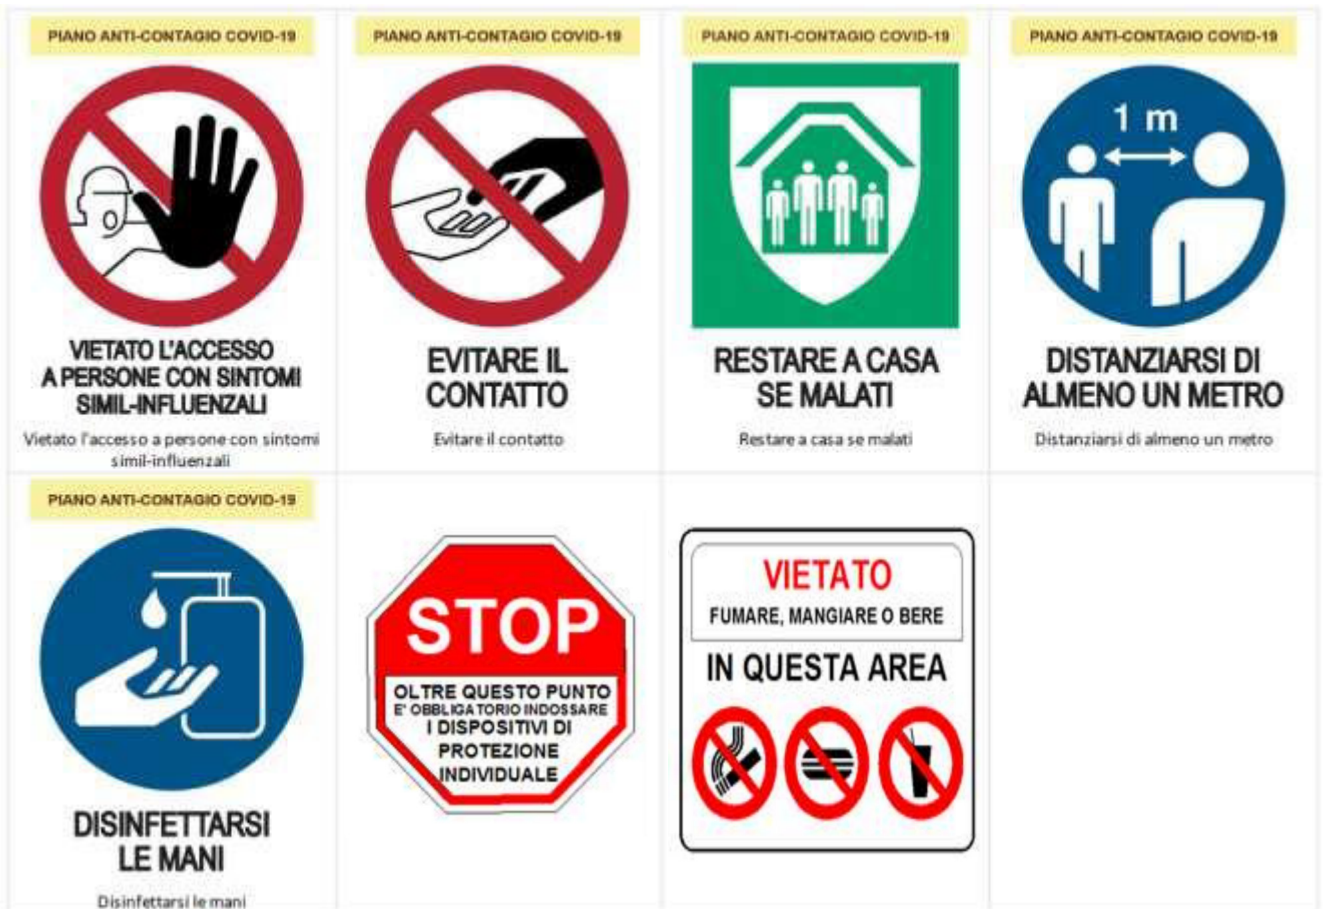 PIANO ANTI-CONTAGIO COVID-19
VIETATO L'ACCESSO
A PERSONE CON SINTOMI
SIMIL-INFLUENZALI
Vietato l'accesso a persone con sintomi
simil-influenzali
PIANO ANTI-CONTAGIO COVID-19
EVITARE IL
CONTATTO
Evitare il contatto
PIANO ANTI-CONTAGIO COVID-19
RESTARE A CASA
SE MALATI
Restare a casa se malati
PIANO ANTI-CONTAGIO COVID-19
1 m
DISTANZIARSI DI
ALMENO UN METRO
Distanziarsi di almeno un metro
PIANO ANTI-CONTAGIO COVID-19
DISINFETTARSI
LE MANI
Disinfettarsi le mani
STOP
OLTRE QUESTO PUNTO
E' OBBLIGATORIO INDOSSARE
I DISPOSITIVI DI
PROTEZIONE
INDIVIDUALE
VIETATO
FUMARE, MANGIARE O BERE
IN QUESTA AREA